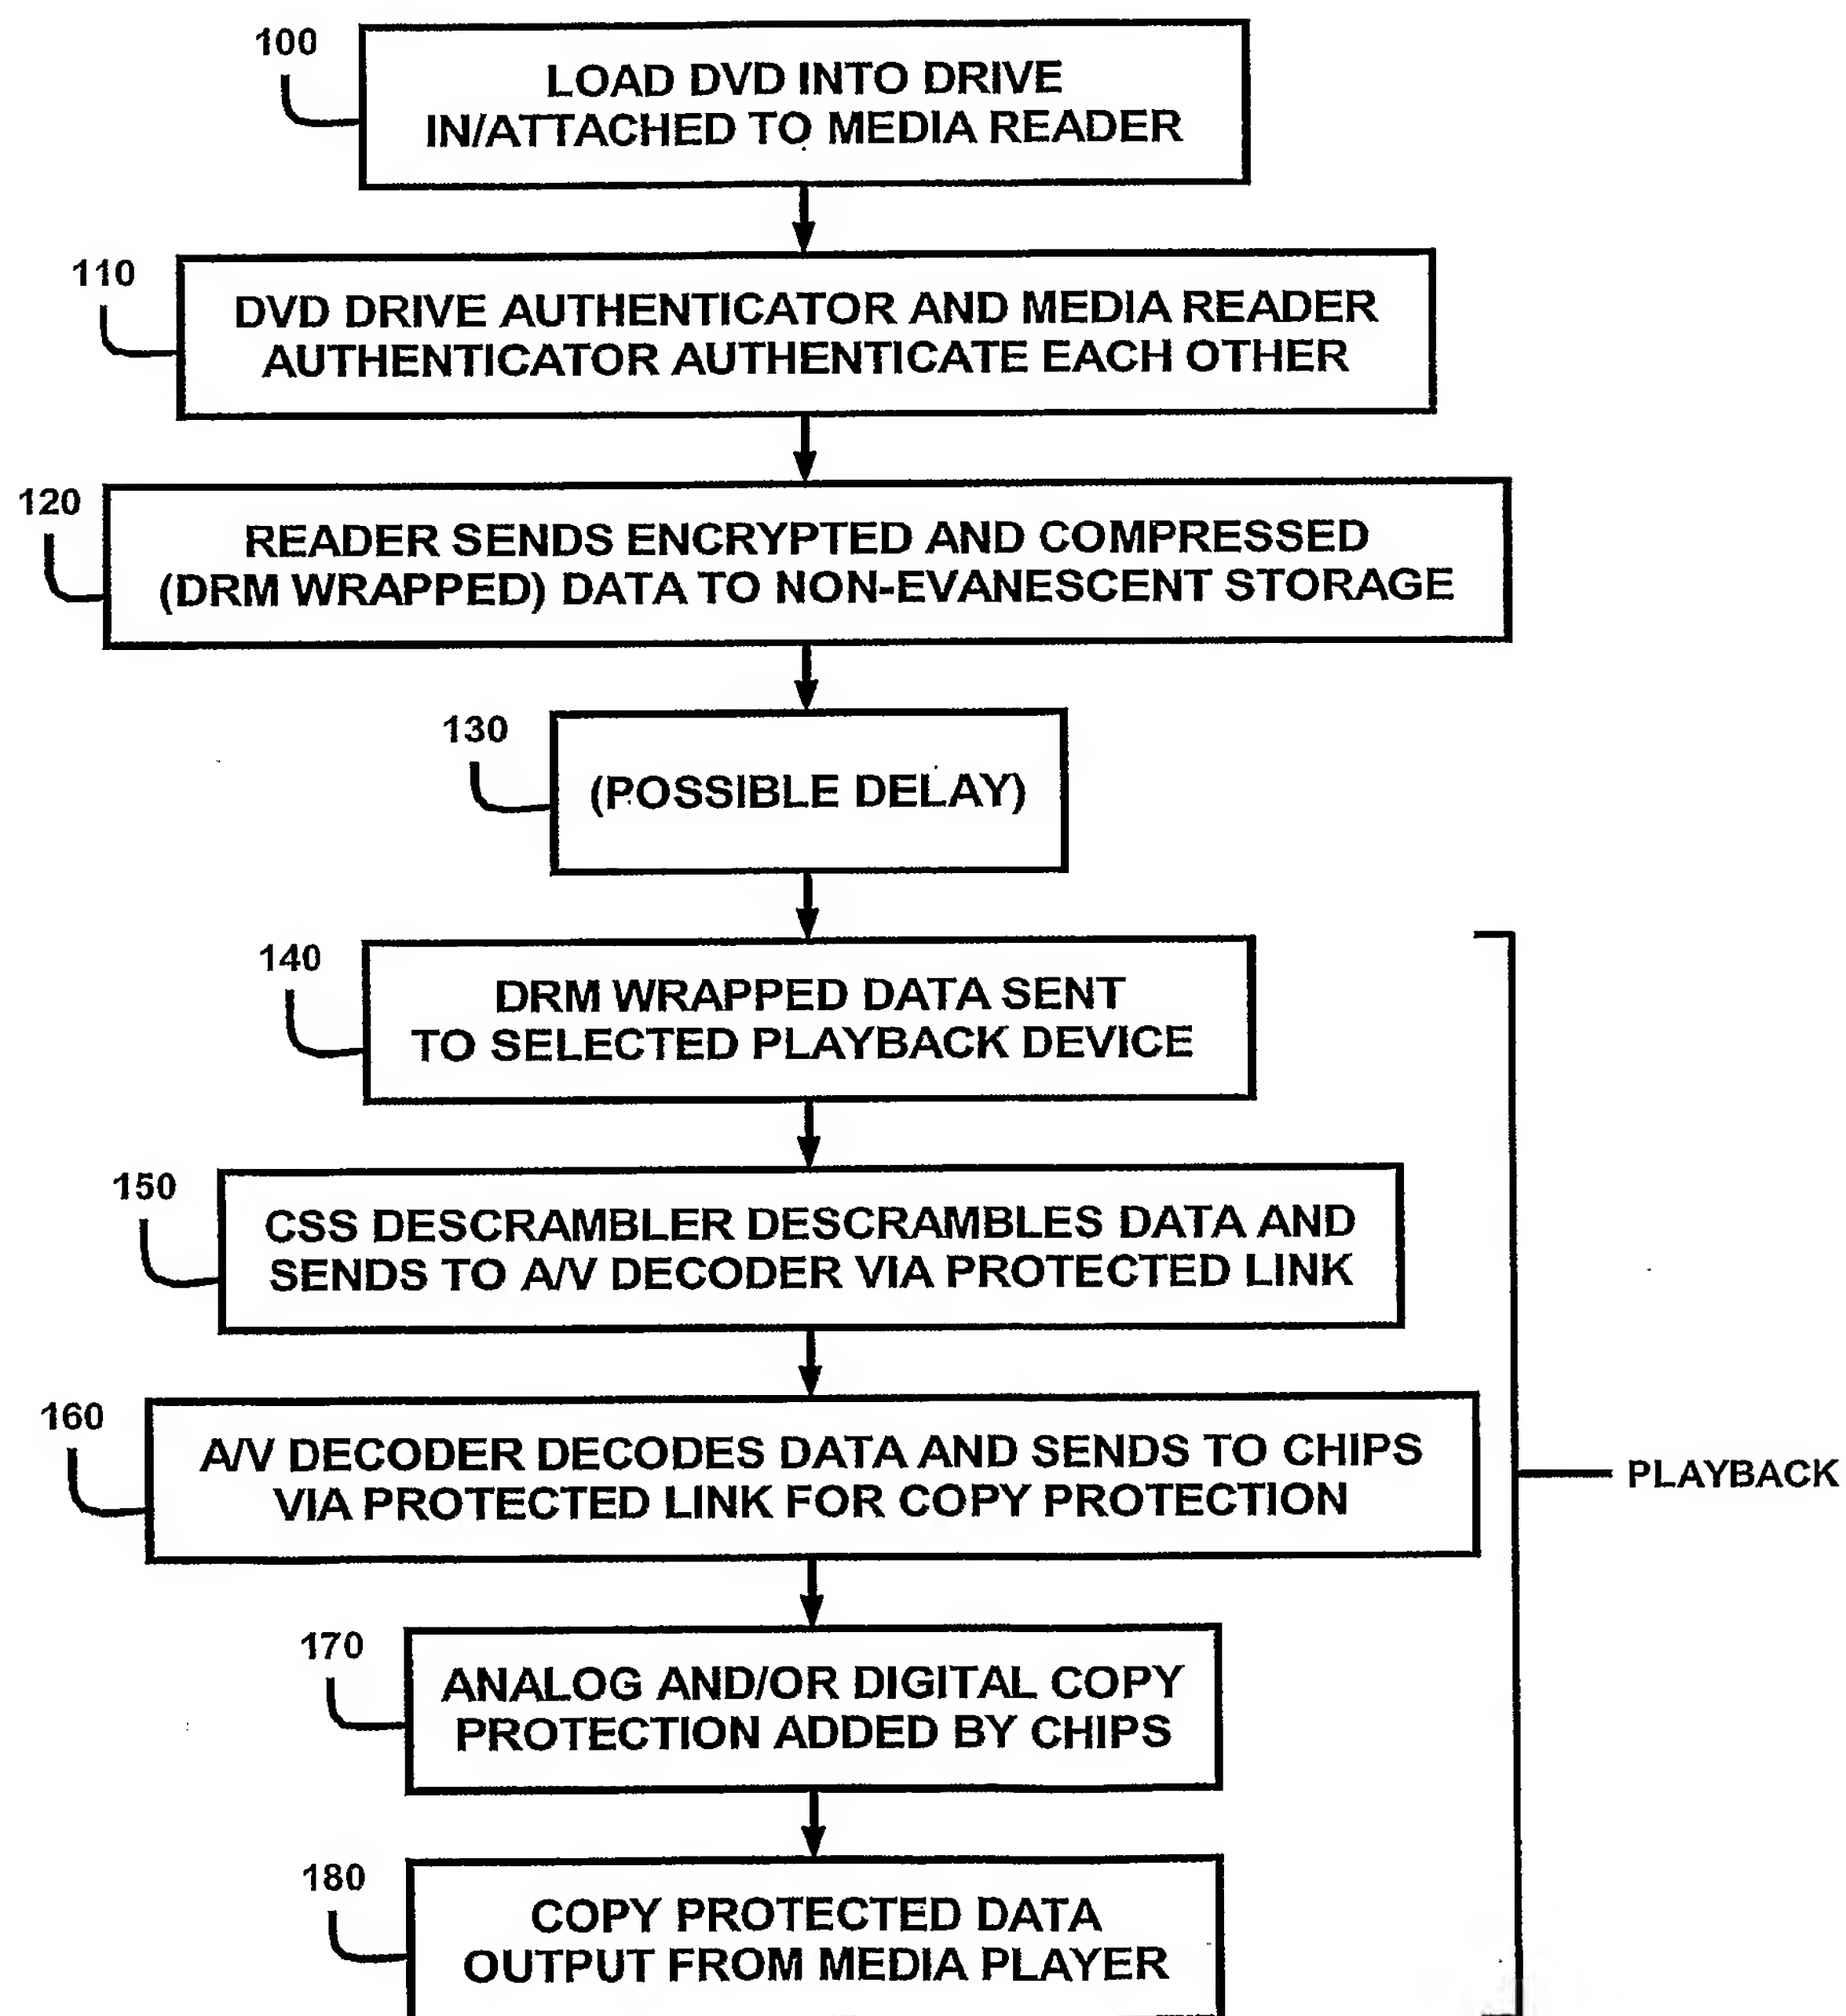 100
LOAD DVD INTO DRIVE
IN/ATTACHED TO MEDIA READER
110
DVD DRIVE AUTHENTICATOR AND MEDIA READER
AUTHENTICATOR AUTHENTICATE EACH OTHER
120
READER SENDS ENCRYPTED AND COMPRESSED
(DRM WRAPPED) DATA TO NON-EVANESCENT STORAGE
130
(POSSIBLE DELAY)
140
DRM WRAPPED DATA SENT
TO SELECTED PLAYBACK DEVICE
150
CSS DESCRAMBLER DESCRAMBLES DATA AND
SENDS TO A/V DECODER VIA PROTECTED LINK
160
A/V DECODER DECODES DATA AND SENDS TO CHIPS
VIA PROTECTED LINK FOR COPY PROTECTION
PLAYBACK
170
ANALOG AND/OR DIGITAL COPY
PROTECTION ADDED BY CHIPS
180
COPY PROTECTED DATA
OUTPUT FROM MEDIA PLAYER